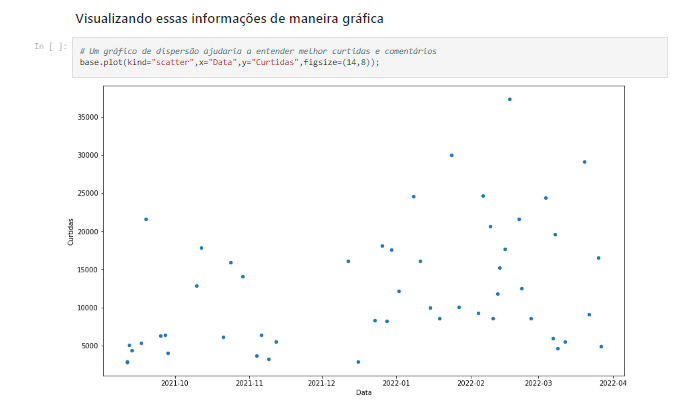 Visualizando essas informações de maneira gráfica
In [ ]:
# Um gráfico de dispersão ajudaria a entender melhor curtidas e comentários
base.plot(kind="scatter",x="Data",y="Curtidas",figsize=(14,8));
35000
30000
25000
20000
15000
10000
5000
Curtidas
2021-10 2021-11 2021-12 2022-01 2022-02 2022-03 2022-04
Data